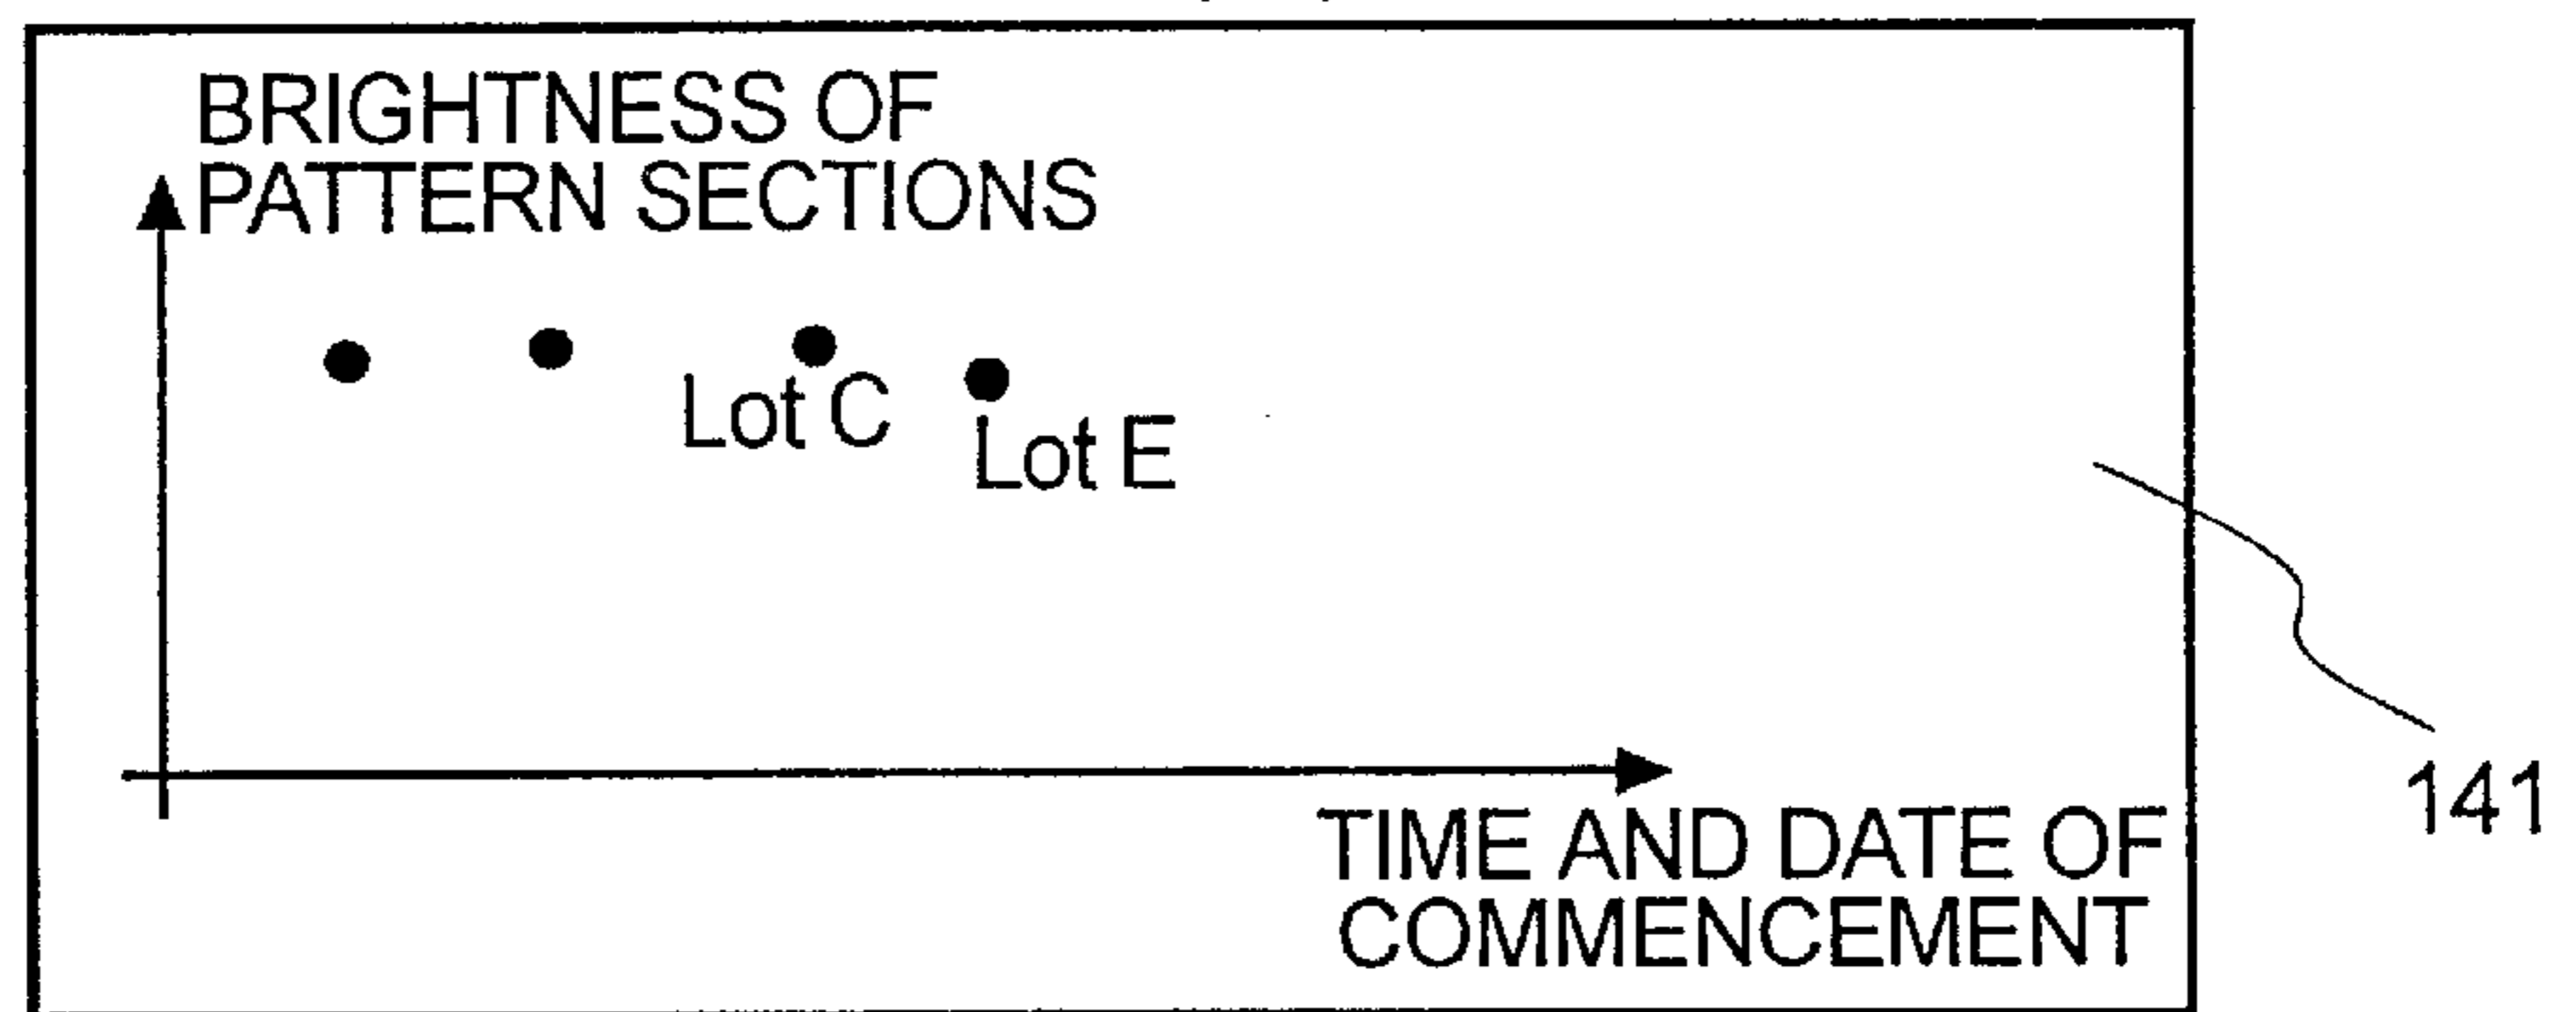 BRIGHTNESS OF
PATTERN SECTIONS
Lot C
Lot E
141
TIME AND DATE OF
COMMENCEMENT